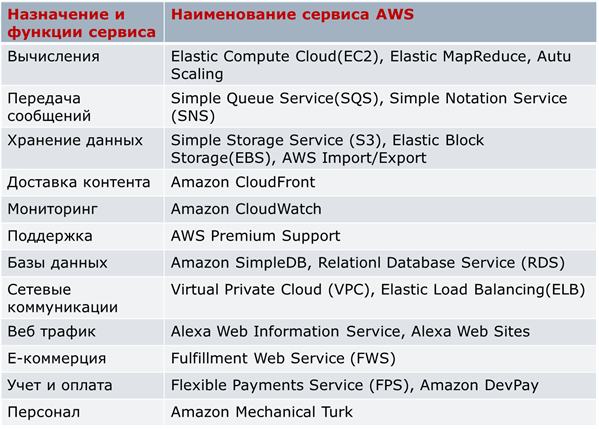 Назначение и
функции сервиса
Наименование сервиса AWS
Вычисления
Elastic Compute Cloud(EC2), Elastic MapReduce, Autu
Scaling
Передача
сообщений
Simple Queue Service(SQS), Simple Notation Service
(SNS)
Хранение данных
Simple Storage Service (S3), Elastic Block
Storage(EBS), AWS Import/Export
Доставка контента
Amazon CloudFront
Мониторинг
Amazon CloudWatch
Поддержка
AWS Premium Support
Базы данных
Amazon SimpleDB, Relationl Database Service (RDS)
Сетевые
коммуникации
Virtual Private Cloud (VPC), Elastic Load Balancing(ELB)
Веб трафик
Alexa Web Information Service, Alexa Web Sites
Е-коммерция
Fulfillment Web Service (FWS)
Учет и оплата
Flexible Payments Service (FPS), Amazon DevPay
Персонал
Amazon Mechanical Turk